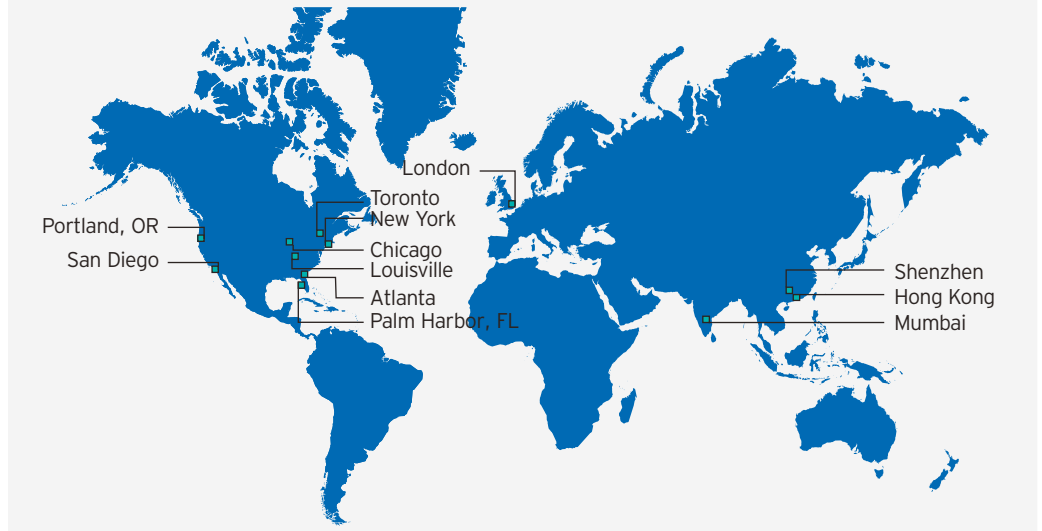 London
Toronto
New York
Portland, OR
Chicago
San Diego
Louisville
Atlanta
Palm Harbor, FL
Shenzhen
Hong Kong
Mumbai